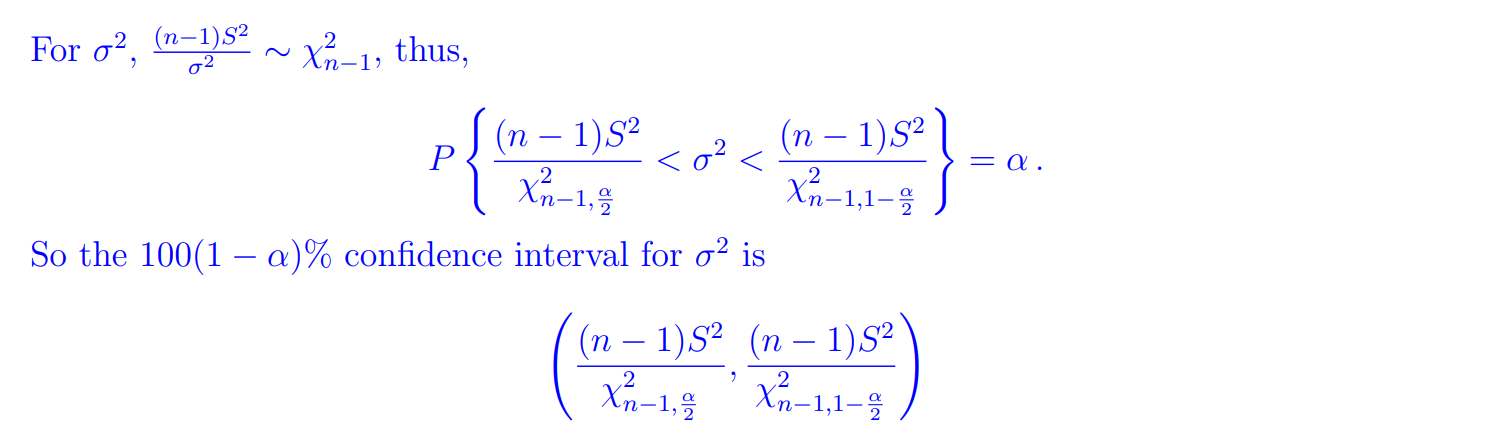 For $\sigma^2$, $\frac{(n-1)S^2}{\sigma^2} \sim \chi^2_{n-1}$, thus,
$$P\left\{\frac{(n-1)S^2}{\chi^2_{n-1,\frac{\alpha}{2}}} < \sigma^2 < \frac{(n-1)S^2}{\chi^2_{n-1,1-\frac{\alpha}{2}}}\right\} = \alpha\,.$$
So the $100(1-\alpha)\%$ confidence interval for $\sigma^2$ is
$$\left(\frac{(n-1)S^2}{\chi^2_{n-1,\frac{\alpha}{2}}}, \frac{(n-1)S^2}{\chi^2_{n-1,1-\frac{\alpha}{2}}}\right)$$